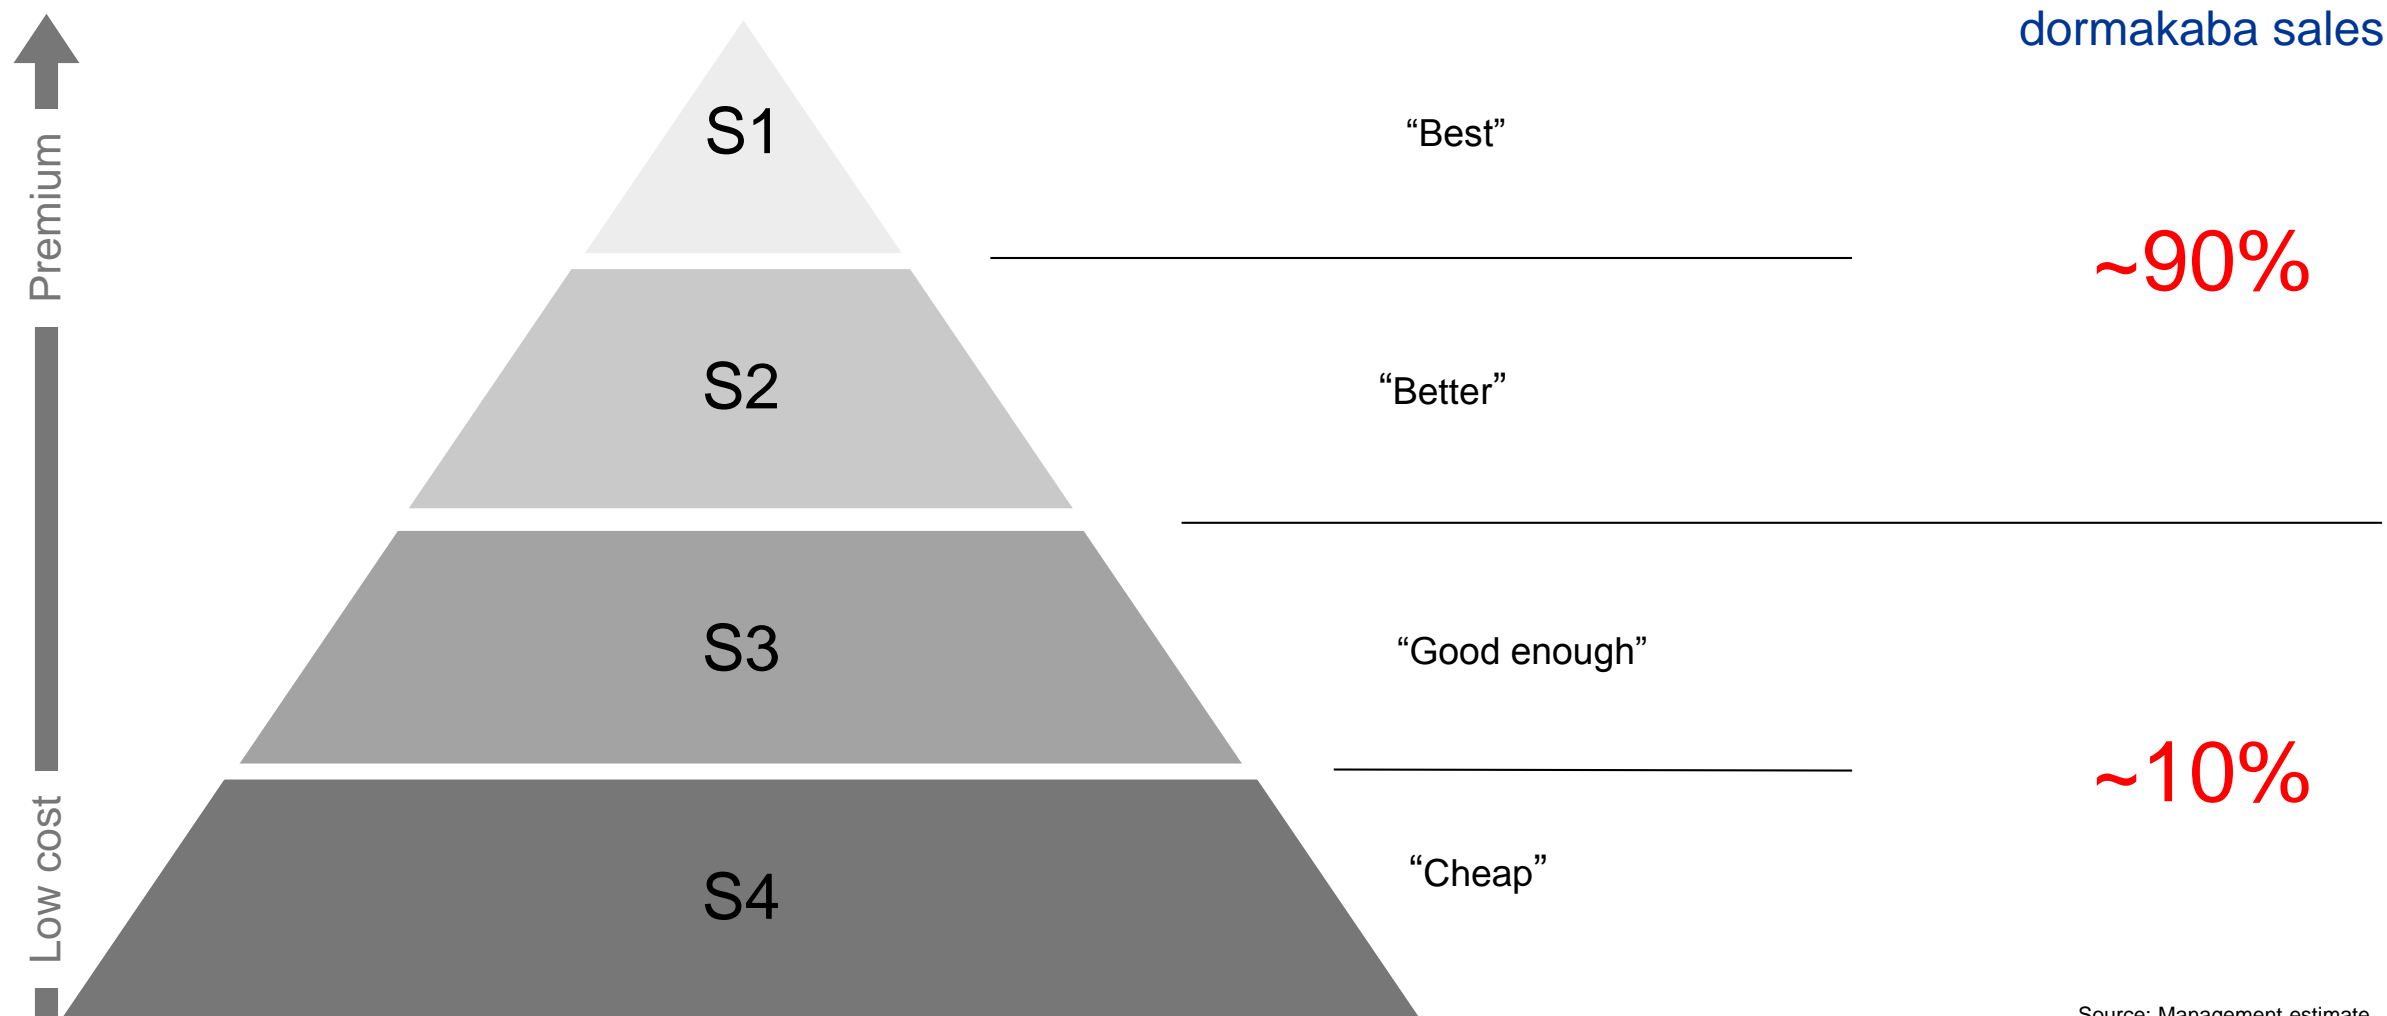 dormakaba sales
Premium
S1
“Best”
~90%
S2
“Better”
S3
“Good enough”
~10%
Low cost
S4
“Cheap”
Source: Management estimate